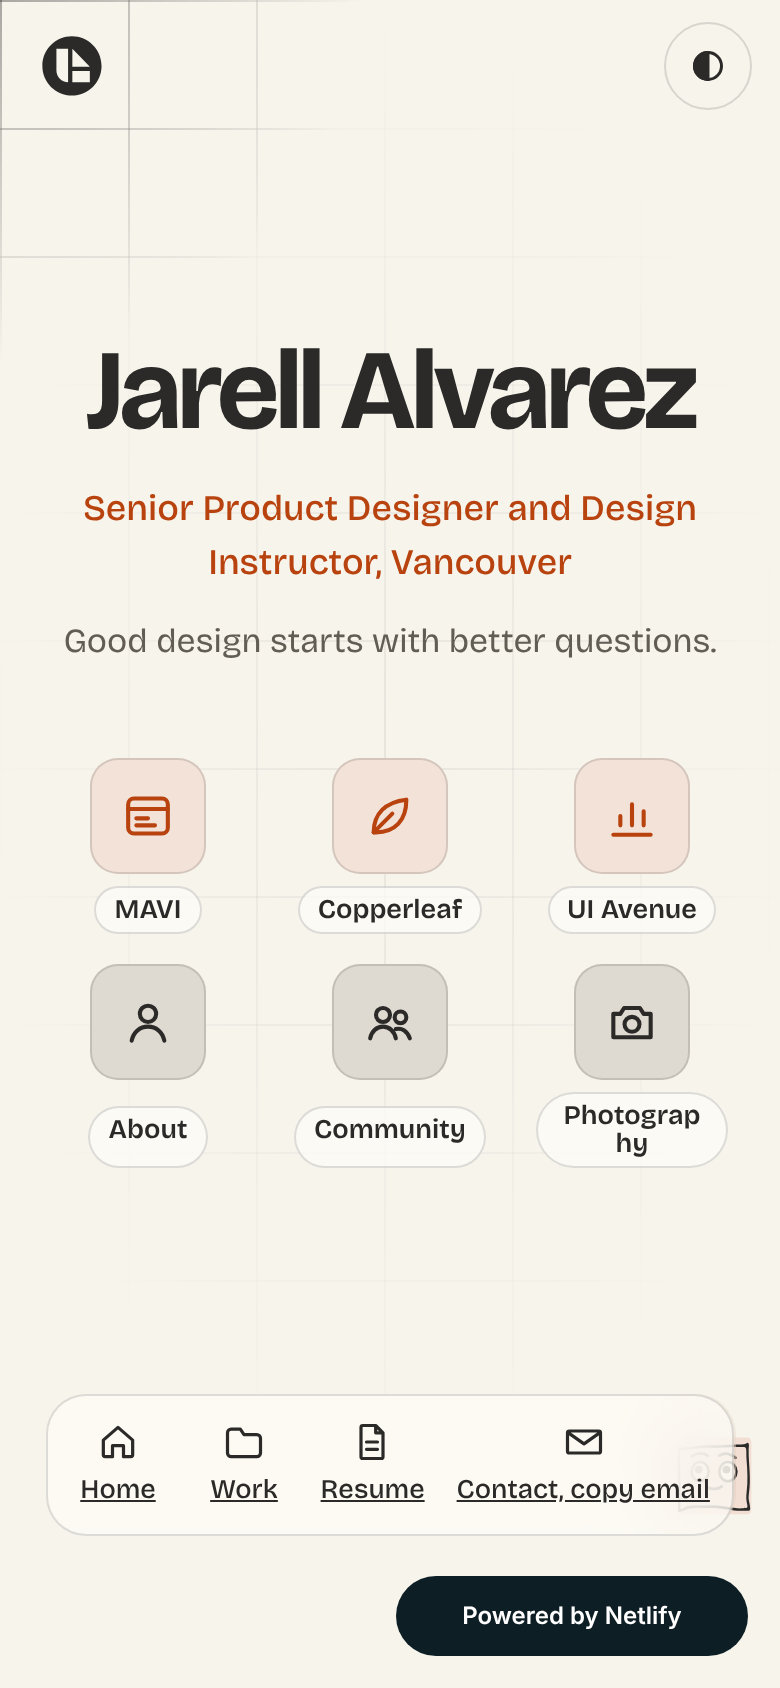 Jarell Alvarez
Senior Product Designer and Design
Instructor, Vancouver
Good design starts with better questions.
MAVI
Copperleaf
UI Avenue
About
Community
Photograp
hy
Home
Work
Resume
Contact, copy email
Powered by Netlify